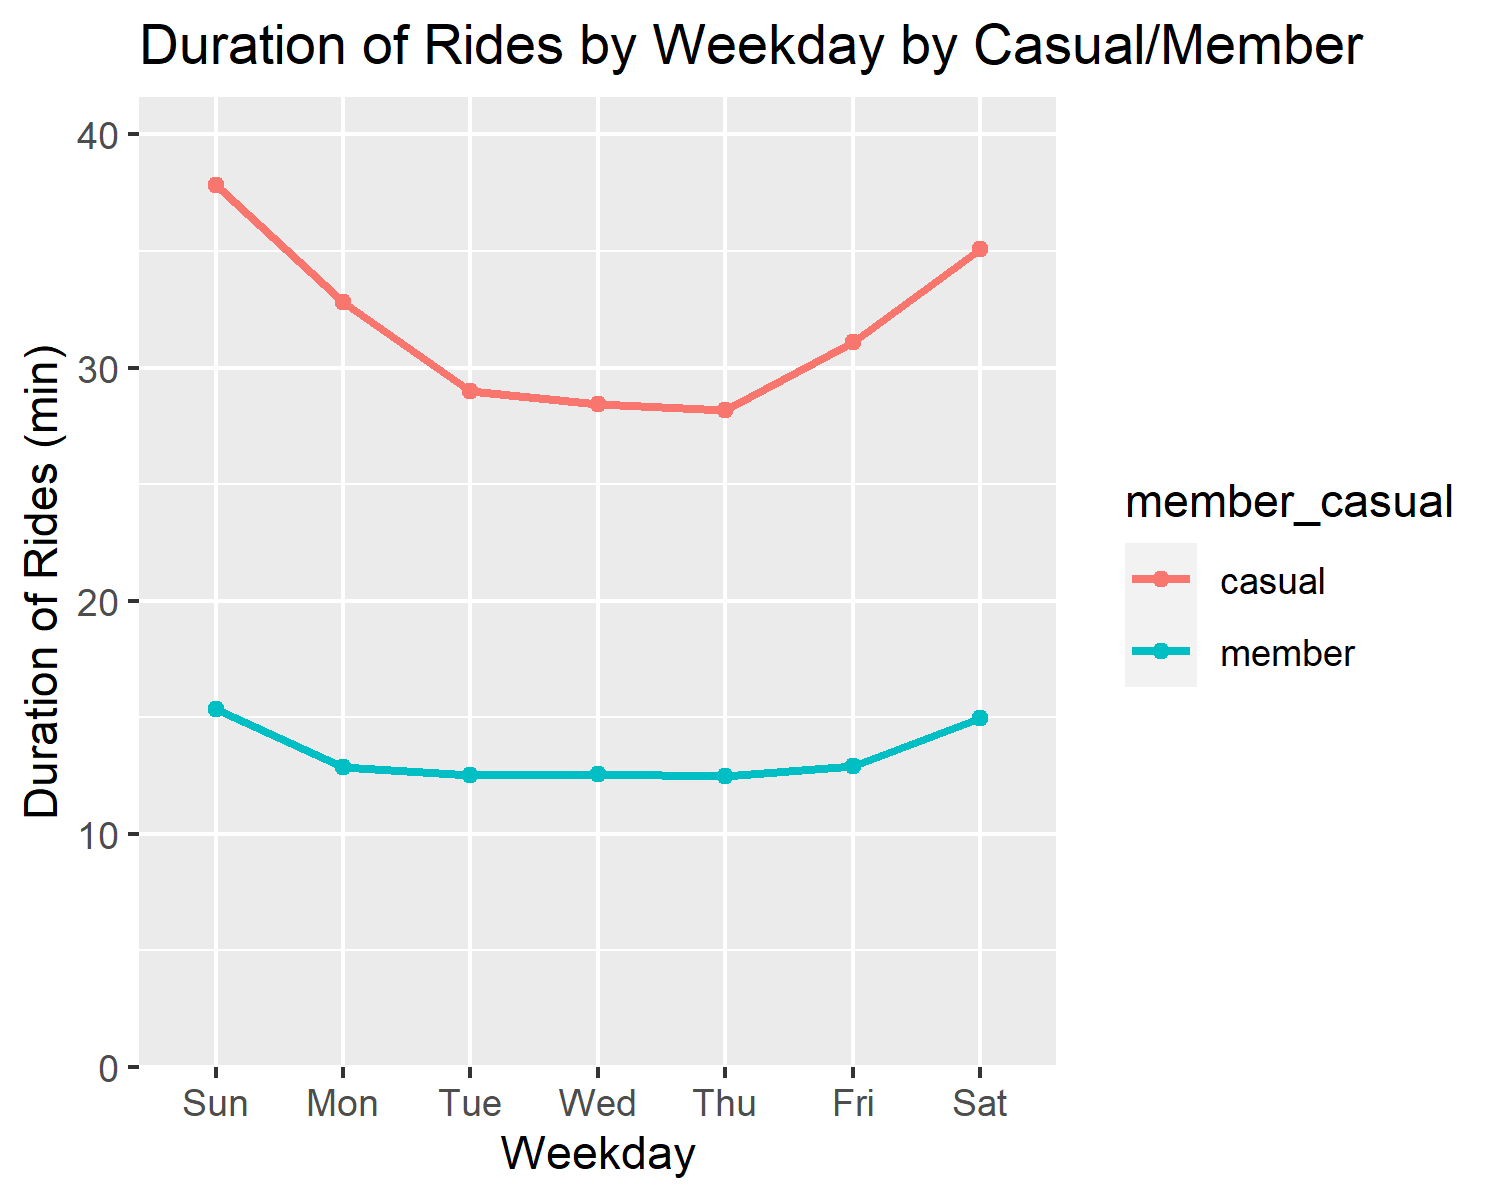 Duration of Rides by Weekday by Casual/Member
Duration of Rides (min)
40
30
20
10
0
Sun Mon Tue Wed Thu Fri Sat
Weekday
member_casual
casual
member